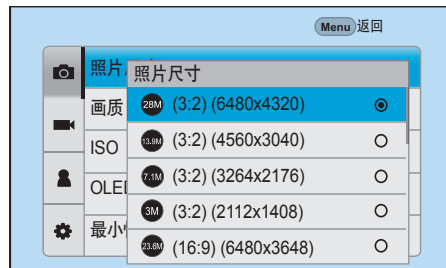 Menu 返回
照片
照片尺寸
画质
28M (3:2) (6480x4320)
ISO
13.9M (3:2) (4560x3040)
7.1M (3:2) (3264x2176)
OLE
3M (3:2) (2112x1408)
最小
23.6M (16:9) (6480x3648)